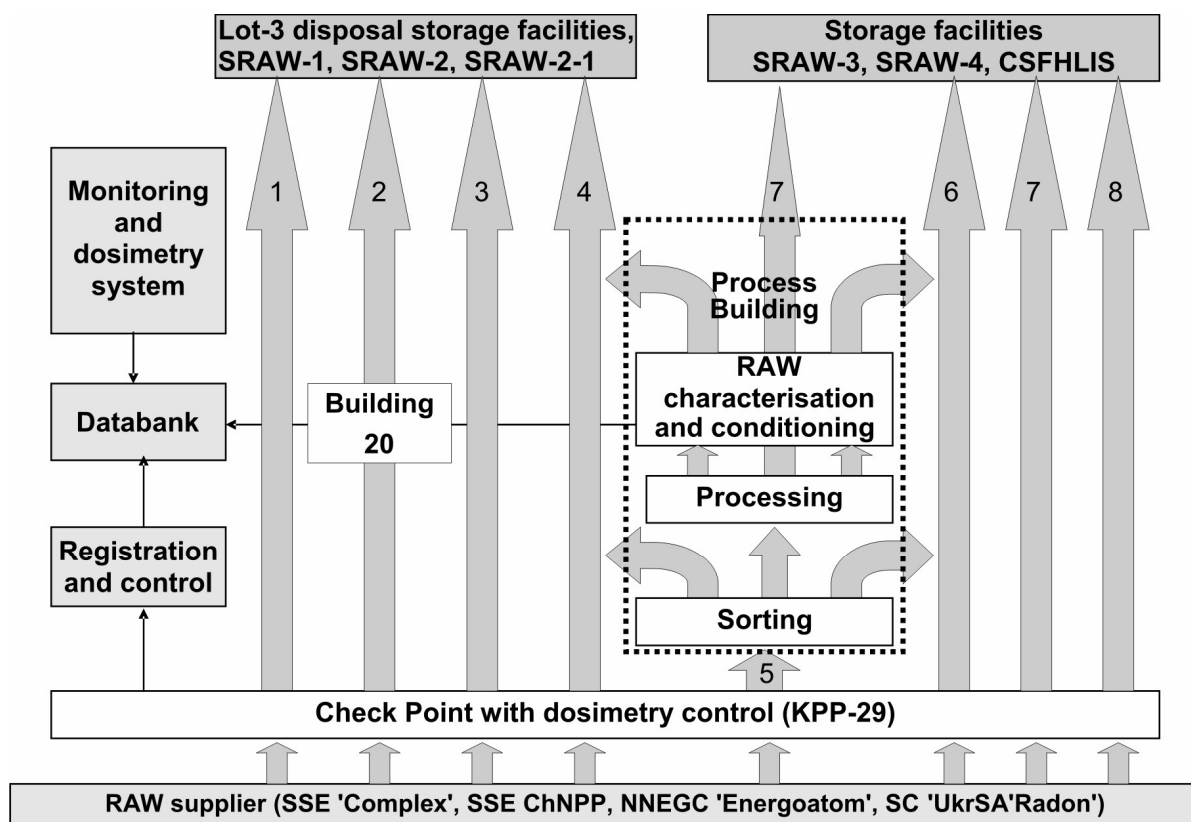 Lot-3 disposal storage facilities,
SRAW-1, SRAW-2, SRAW-2-1
Storage facilities
SRAW-3, SRAW-4, CSFHLIS
Monitoring
and
dosimetry
system
1
2
3
4
7
6
7
8
Process
Building
RAW
characterisation
and conditioning
Databank
Building
20
Processing
Registration
and control
Sorting
5
Check Point with dosimetry control (KPP-29)
RAW supplier (SSE 'Complex', SSE ChNPP, NNEGC 'Energoatom', SC 'UkrSA'Radon')